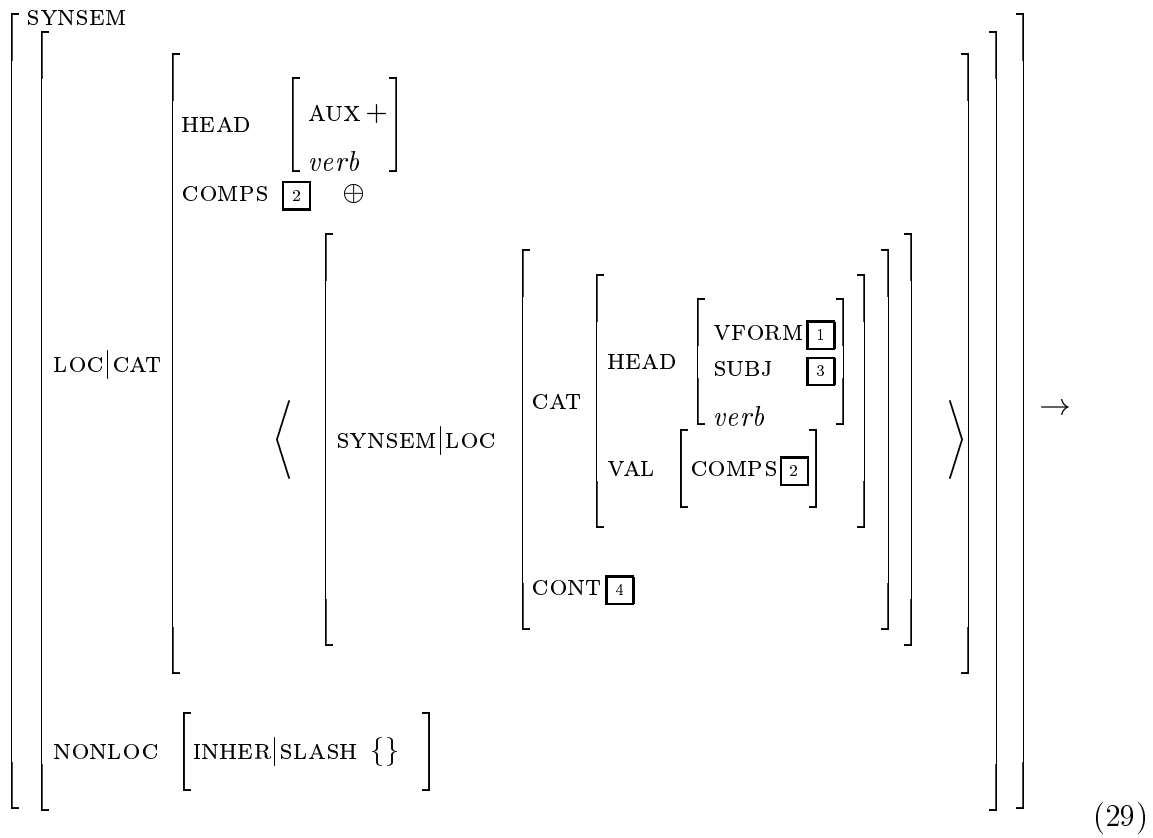 SYNSEM
HEAD AUX +
verb
COMPS 2 ⊕
LOC|CAT
⟨ SYNSEM|LOC
CAT
HEAD
VFORM 1
SUBJ 3
verb
VAL COMPS 2
CONT 4
⟩ →
NONLOC INHER|SLASH {}
(29)